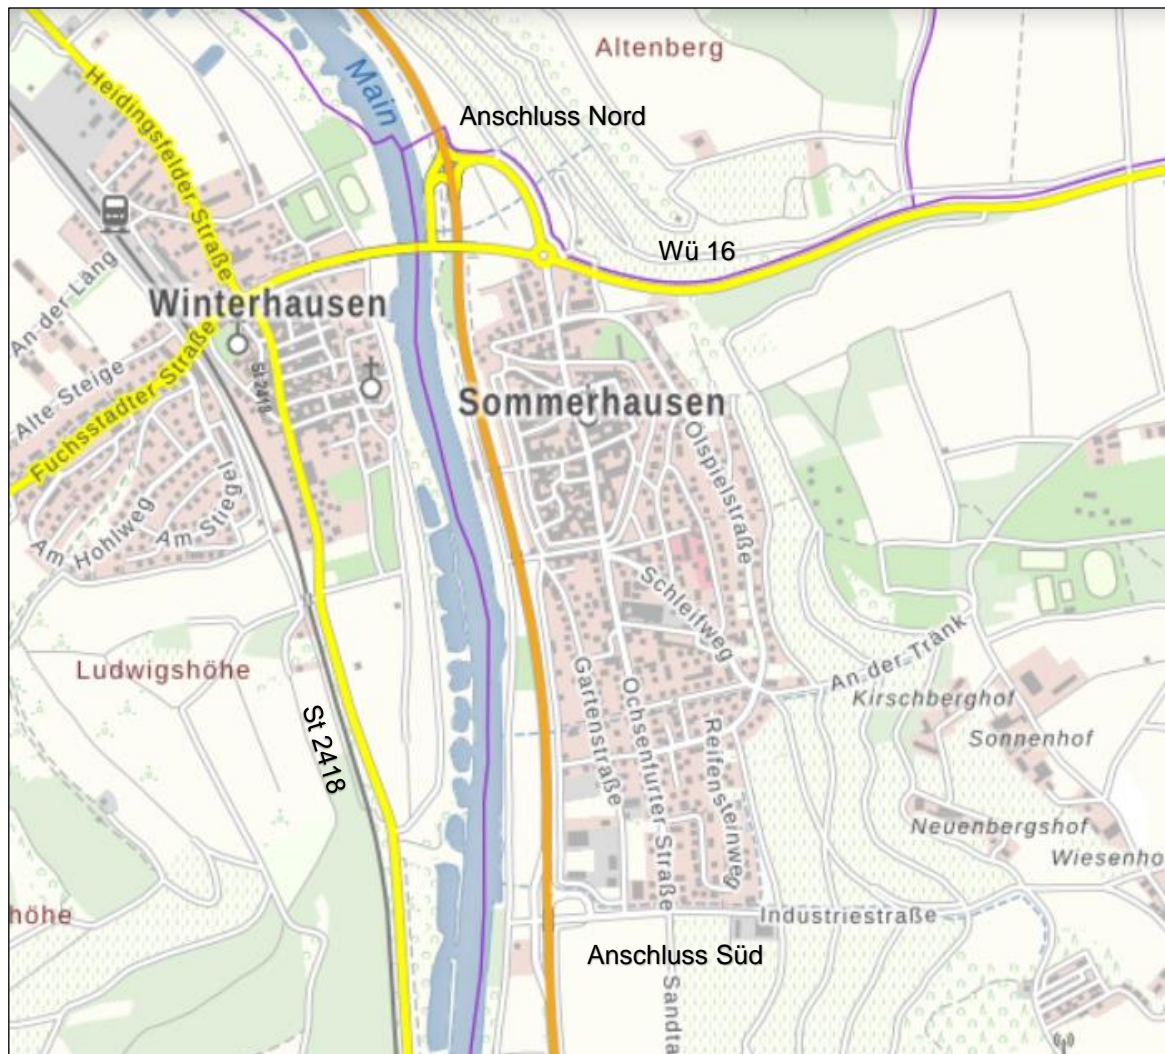 Altenberg
Main
Heidingsfelder Straße
Anschluss Nord
Wü 16
An der Läng
Winterhausen
Alte Steige
Fuchsstadter Straße
St 2418
Sommerhausen
Olspielstraße
Am Hohlweg
Am Stiegel
Schleifweg
An der Tränk
Ludwigshöhe
Kirschberghof
St 2418
Gartenstraße
Ochsenfurter Straße
Reifensteinweg
Sonnenhof
Neuenbergshof
Wiesenho
höhe
Industriestraße
Anschluss Süd
Sandta